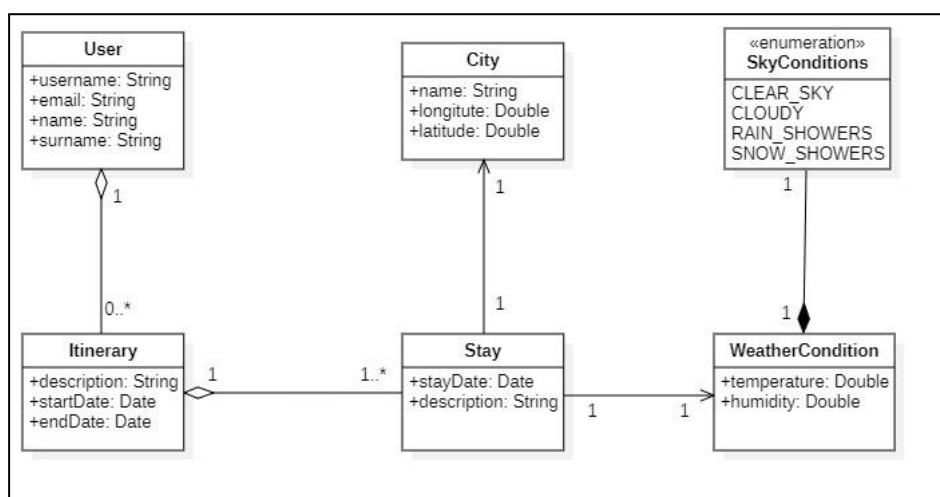 User
+username: String
+email: String
+name: String
+surname: String
1
0..*
City
+name: String
+longitute: Double
+latitude: Double
1
1
«enumeration»
SkyConditions
CLEAR_SKY
CLOUDY
RAIN_SHOWERS
SNOW_SHOWERS
1
1
Itinerary
+description: String
+startDate: Date
+endDate: Date
1
1..*
Stay
+stayDate: Date
+description: String
1
1
WeatherCondition
+temperature: Double
+humidity: Double